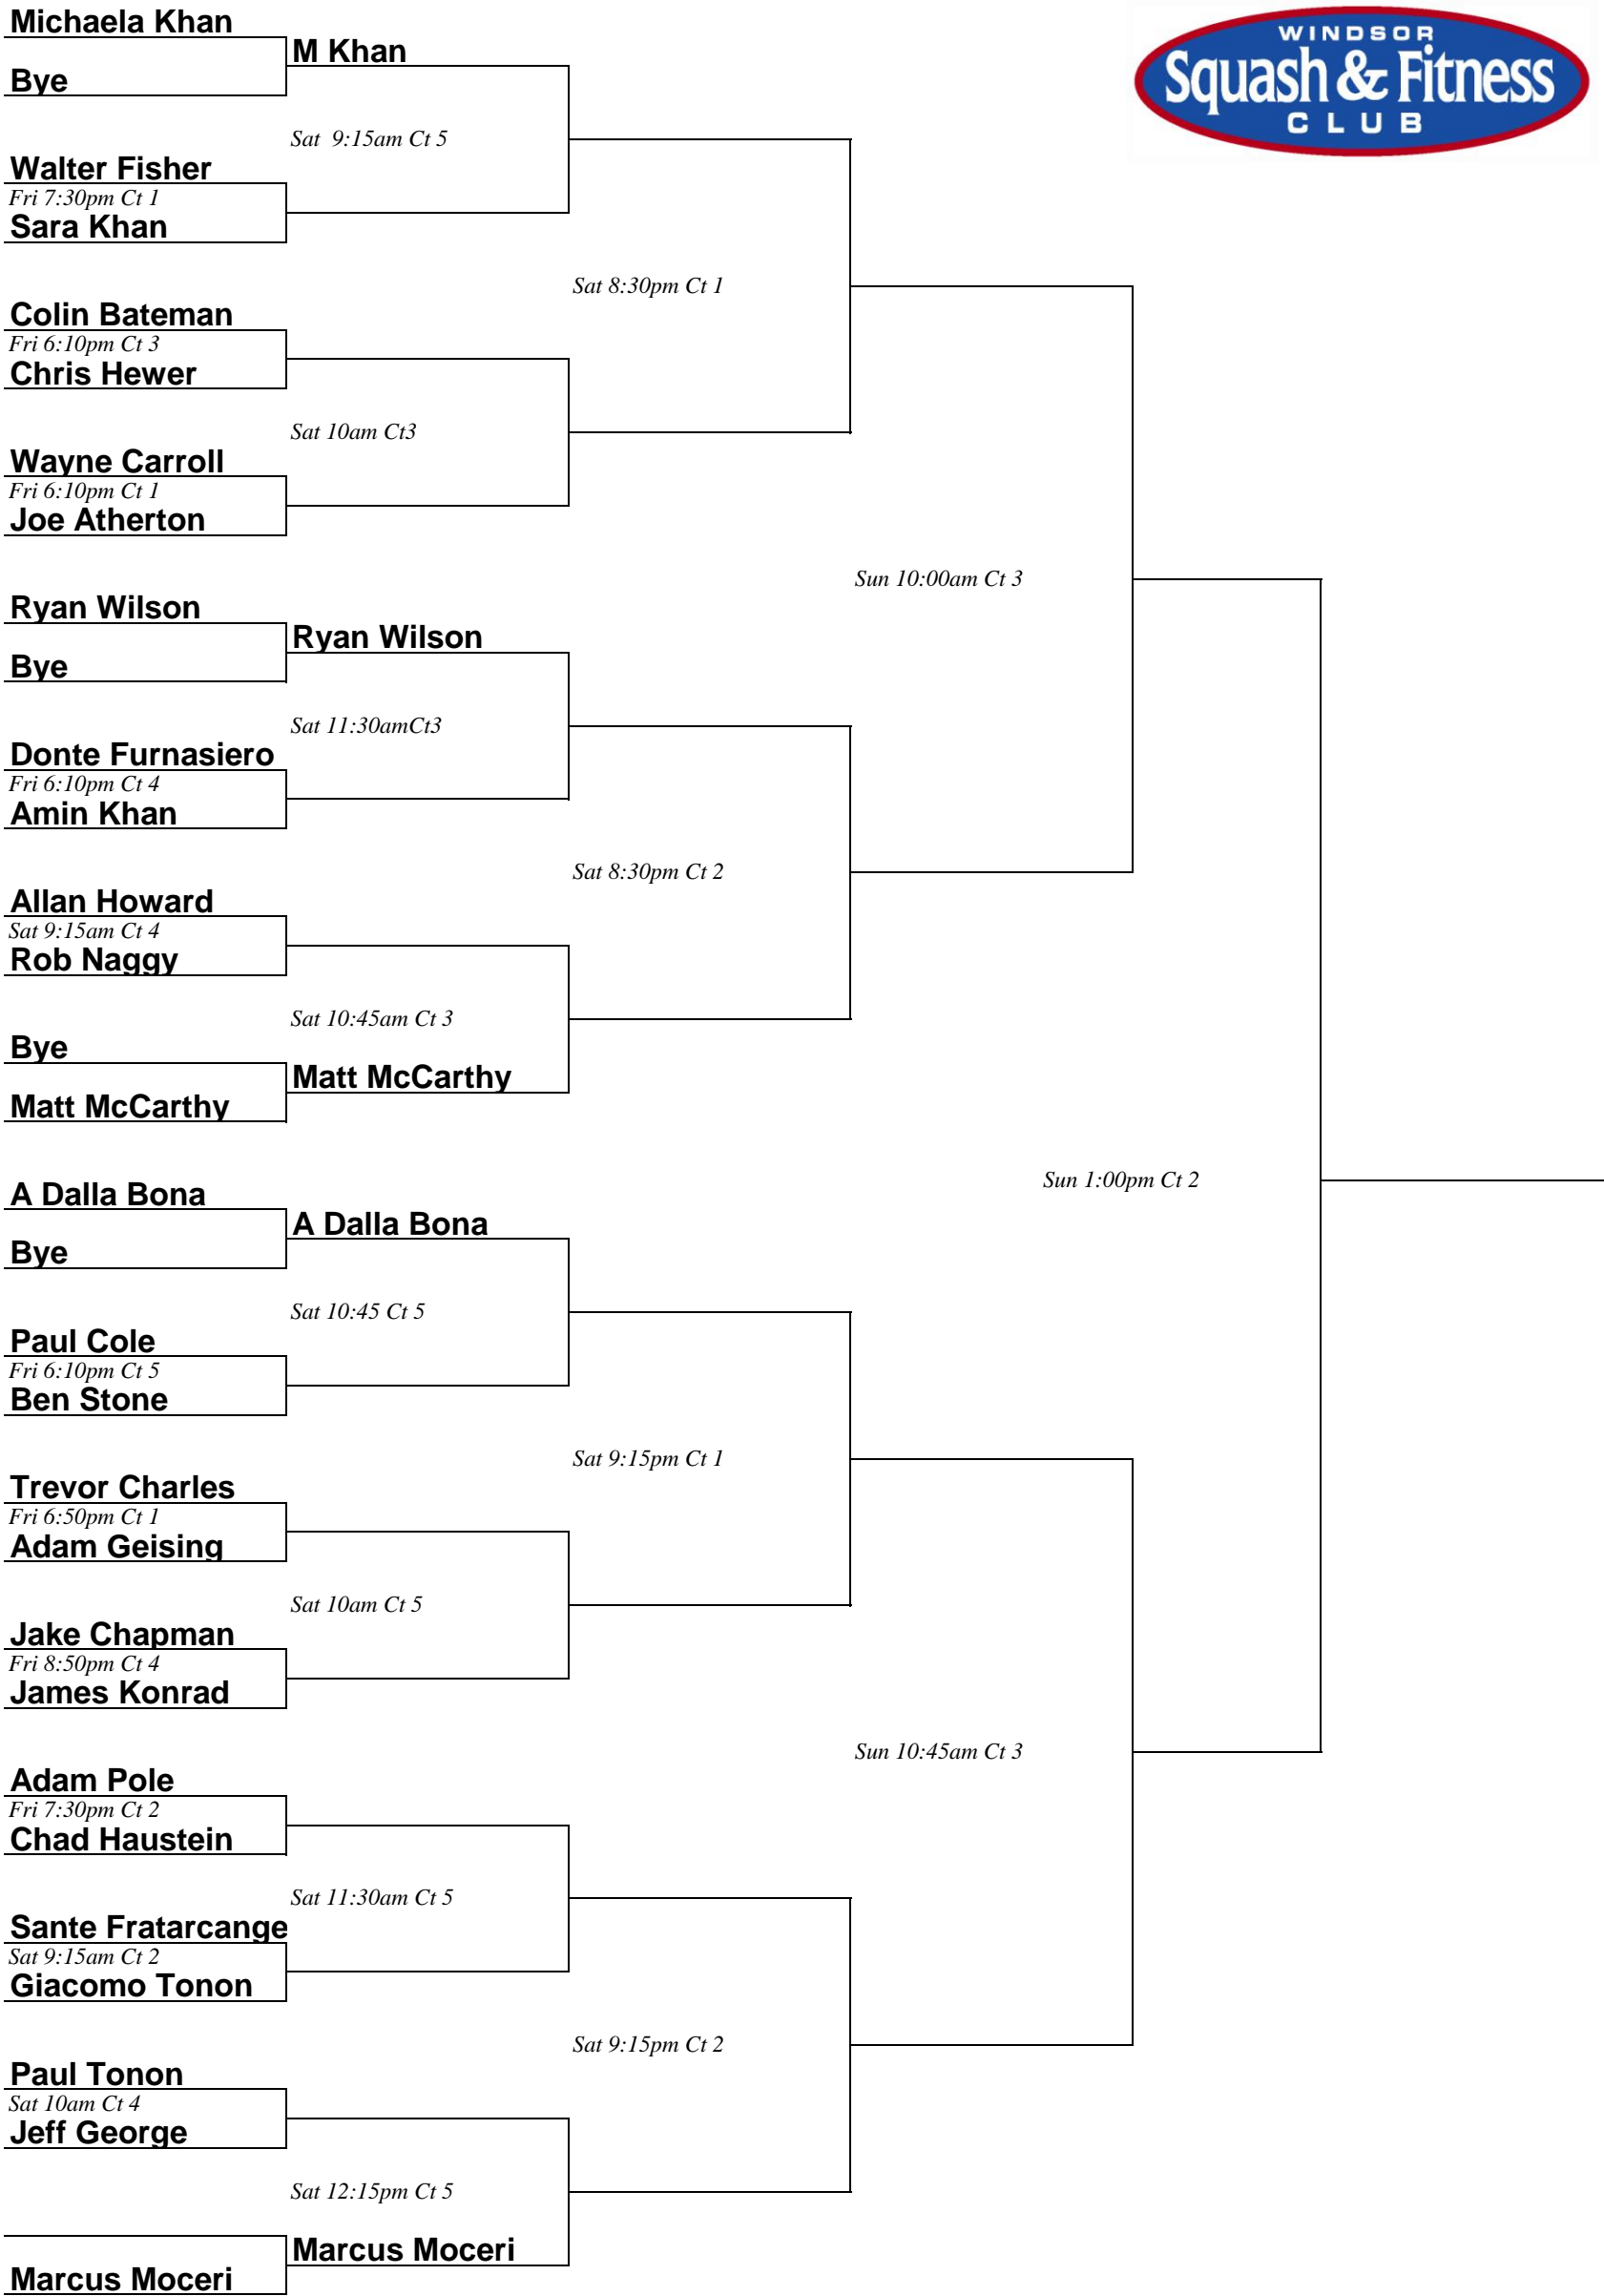 Michaela Khan
WINDSOR
Squash & Fitness
CLUB
M Khan
Bye
Sat  9:15am Ct 5
Walter Fisher
Fri 7:30pm Ct 1
Sara Khan
Sat 8:30pm Ct 1
Colin Bateman
Fri 6:10pm Ct 3
Chris Hewer
Sat 10am Ct3
Wayne Carroll
Fri 6:10pm Ct 1
Joe Atherton
Sun 10:00am Ct 3
Ryan Wilson
Ryan Wilson
Bye
Sat 11:30amCt3
Donte Furnasiero
Fri 6:10pm Ct 4
Amin Khan
Sat 8:30pm Ct 2
Allan Howard
Sat 9:15am Ct 4
Rob Naggy
Sat 10:45am Ct 3
Bye
Matt McCarthy
Matt McCarthy
Sun 1:00pm Ct 2
A Dalla Bona
A Dalla Bona
Bye
Sat 10:45 Ct 5
Paul Cole
Fri 6:10pm Ct 5
Ben Stone
Sat 9:15pm Ct 1
Trevor Charles
Fri 6:50pm Ct 1
Adam Geising
Sat 10am Ct 5
Jake Chapman
Fri 8:50pm Ct 4
James Konrad
Sun 10:45am Ct 3
Adam Pole
Fri 7:30pm Ct 2
Chad Haustein
Sat 11:30am Ct 5
Sante Fratarcange
Sat 9:15am Ct 2
Giacomo Tonon
Sat 9:15pm Ct 2
Paul Tonon
Sat 10am Ct 4
Jeff George
Sat 12:15pm Ct 5
Marcus Moceri
Marcus Moceri